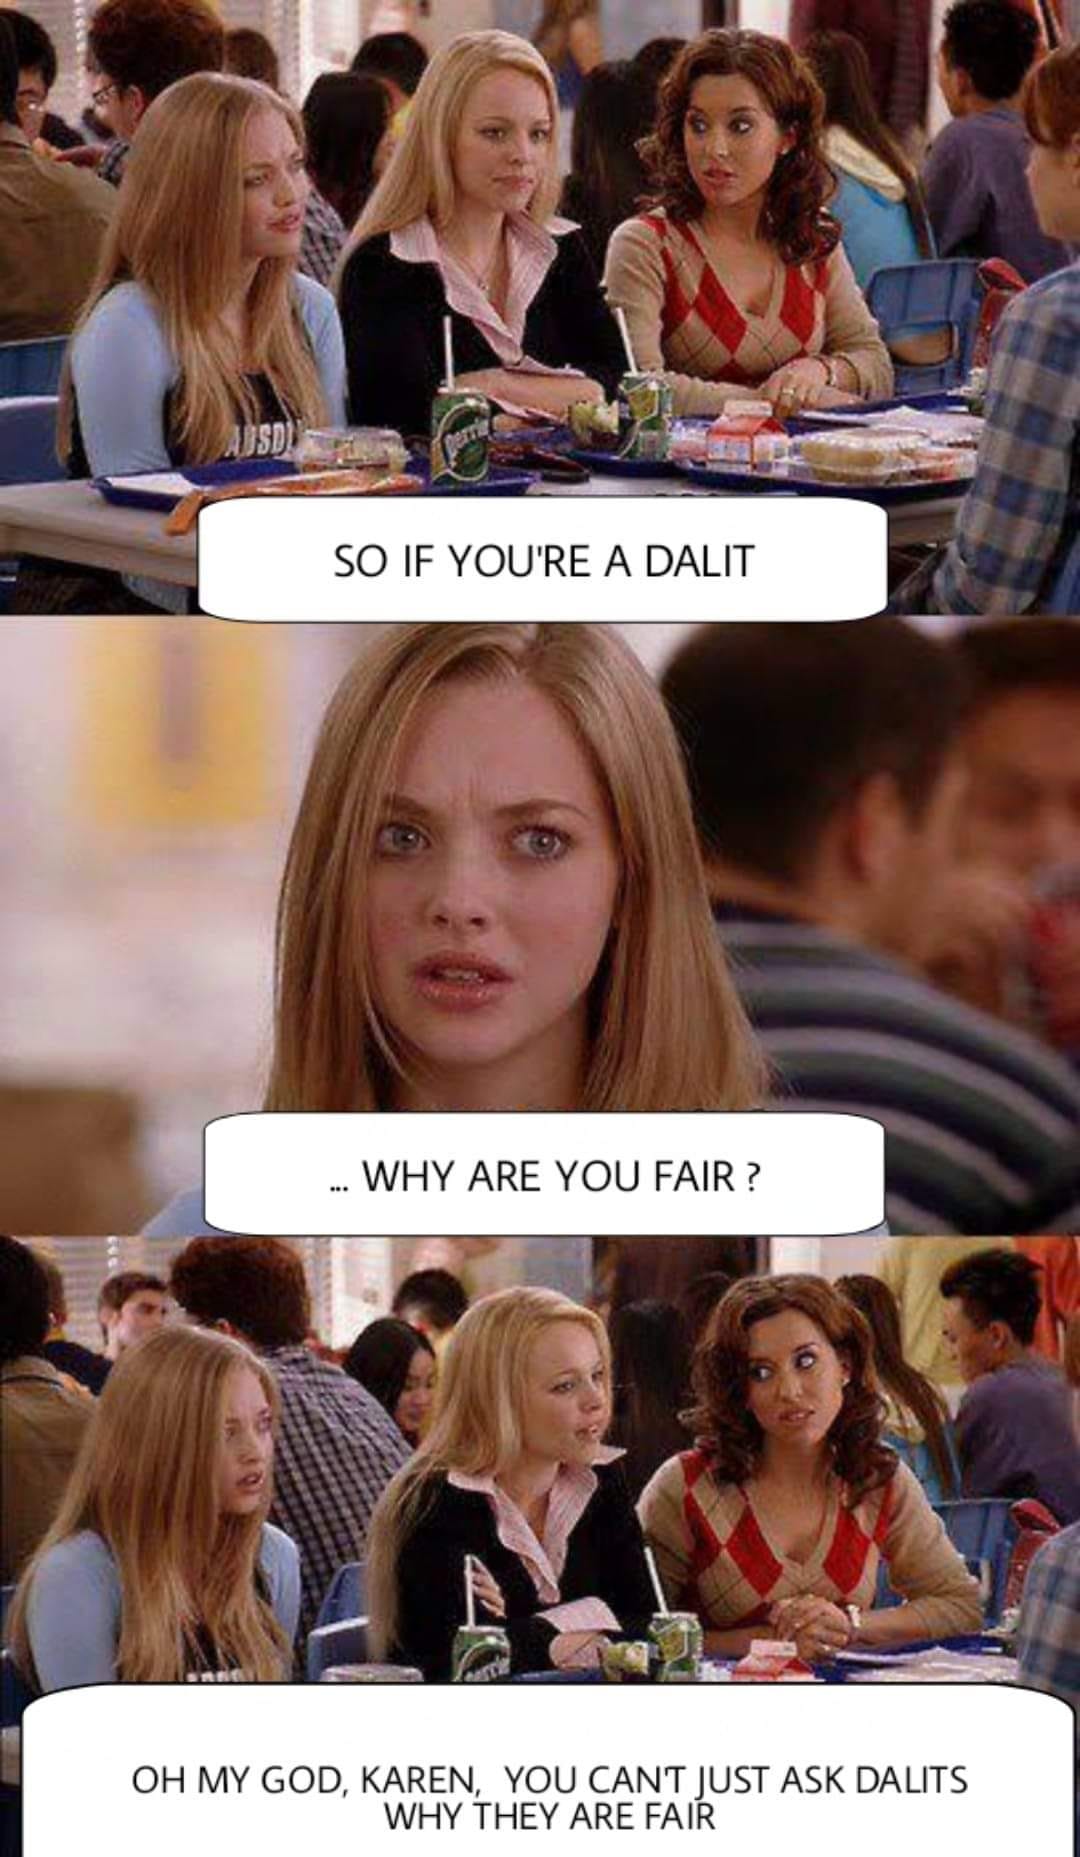 SO IF YOU'RE A DALIT
... WHY ARE YOU FAIR ?
OH MY GOD, KAREN, YOU CAN'T JUST ASK DALITS
WHY THEY ARE FAIR
perrier